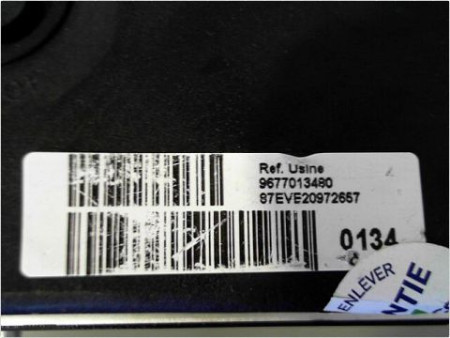 Ref. Usine
9677013480
87EVE20972657
0134
ENLEVER
NTIE